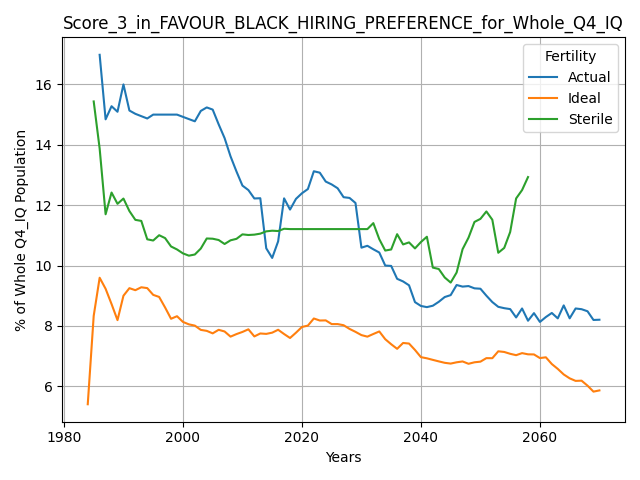 Score_3_in_FAVOUR_BLACK_HIRING_PREFERENCE_for_Whole_Q4_IQ
Fertility
Actual
Ideal
Sterile
% of Whole Q4_IQ Population
16
14
12
10
8
6
1980
2000
2020
2040
2060
Years